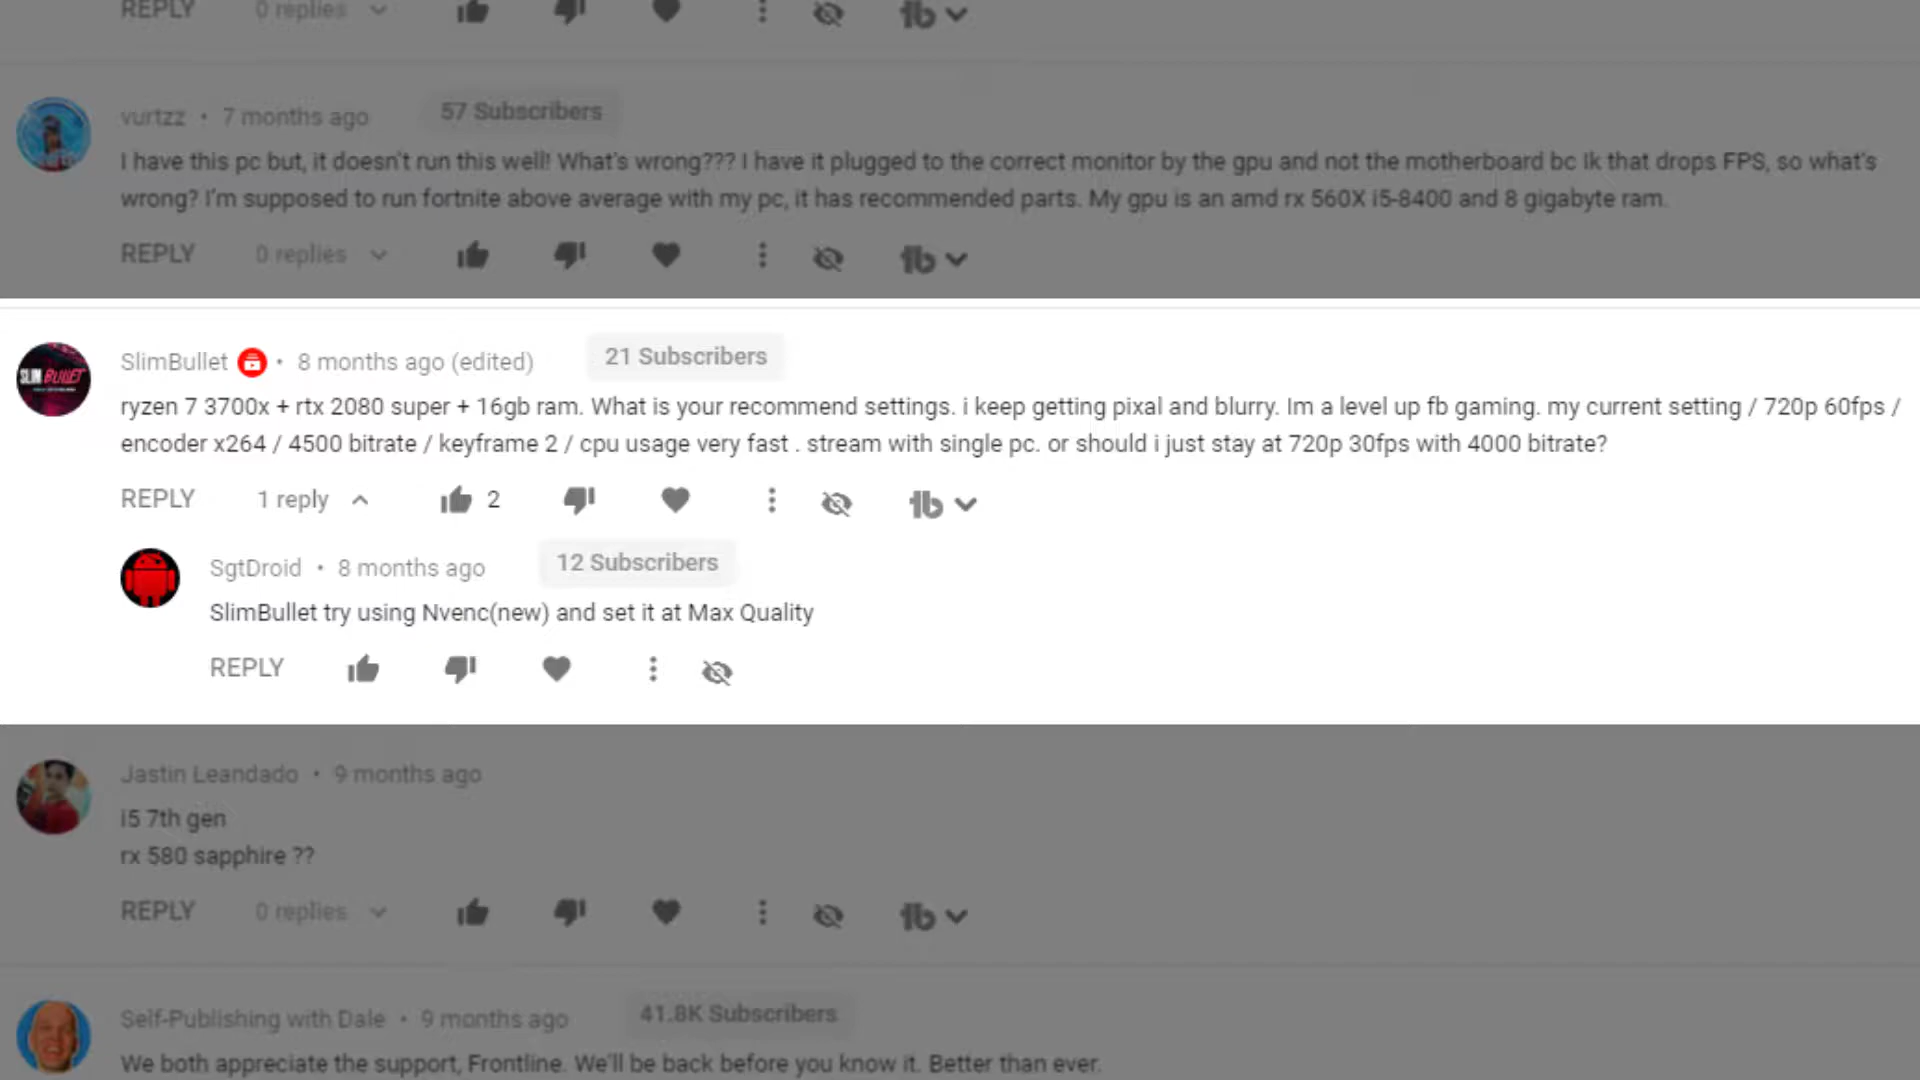 REPLY 0 replies
vurtzz • 7 months ago 57 Subscribers
I have this pc but, it doesn't run this well! What's wrong??? I have it plugged to the correct monitor by the gpu and not the motherboard bc Ik that drops FPS, so what's
wrong? I'm supposed to run fortnite above average with my pc, it has recommended parts. My gpu is an amd rx 560X i5-8400 and 8 gigabyte ram.
REPLY 0 replies
SlimBullet • 8 months ago (edited) 21 Subscribers
ryzen 7 3700x + rtx 2080 super + 16gb ram. What is your recommend settings. i keep getting pixal and blurry. Im a level up fb gaming. my current setting / 720p 60fps /
encoder x264 / 4500 bitrate / keyframe 2 / cpu usage very fast . stream with single pc. or should i just stay at 720p 30fps with 4000 bitrate?
REPLY 1 reply 2
SgtDroid • 8 months ago 12 Subscribers
SlimBullet try using Nvenc(new) and set it at Max Quality
REPLY
Jastin Leandado • 9 months ago
i5 7th gen
rx 580 sapphire ??
REPLY 0 replies
Self-Publishing with Dale • 9 months ago 41.8K Subscribers
We both appreciate the support, Frontline. We'll be back before you know it. Better than ever.